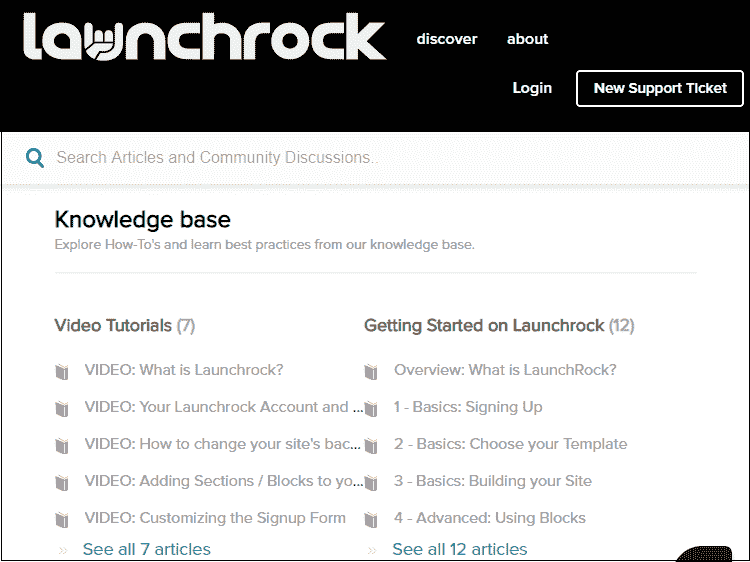 launchrock
discover about
Login New Support Ticket
Search Articles and Community Discussions..
Knowledge base
Explore How-To's and learn best practices from our knowledge base.
Video Tutorials (7)
VIDEO: What is Launchrock?
VIDEO: Your Launchrock Account and ...
VIDEO: How to change your site's bac...
VIDEO: Adding Sections / Blocks to yo...
VIDEO: Customizing the Signup Form
» See all 7 articles
Getting Started on Launchrock (12)
Overview: What is LaunchRock?
1 - Basics: Signing Up
2 - Basics: Choose your Template
3 - Basics: Building your Site
4 - Advanced: Using Blocks
» See all 12 articles